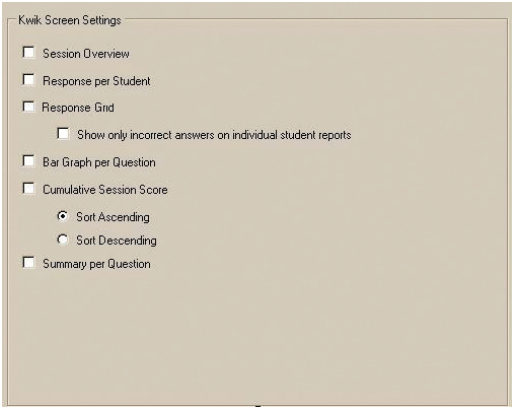 Kwik Screen Settings
Session Overview
Response per Student
Response Grid
Show only incorrect answers on individual student reports
Bar Graph per Question
Cumulative Session Score
Sort Ascending
Sort Descending
Summary per Question